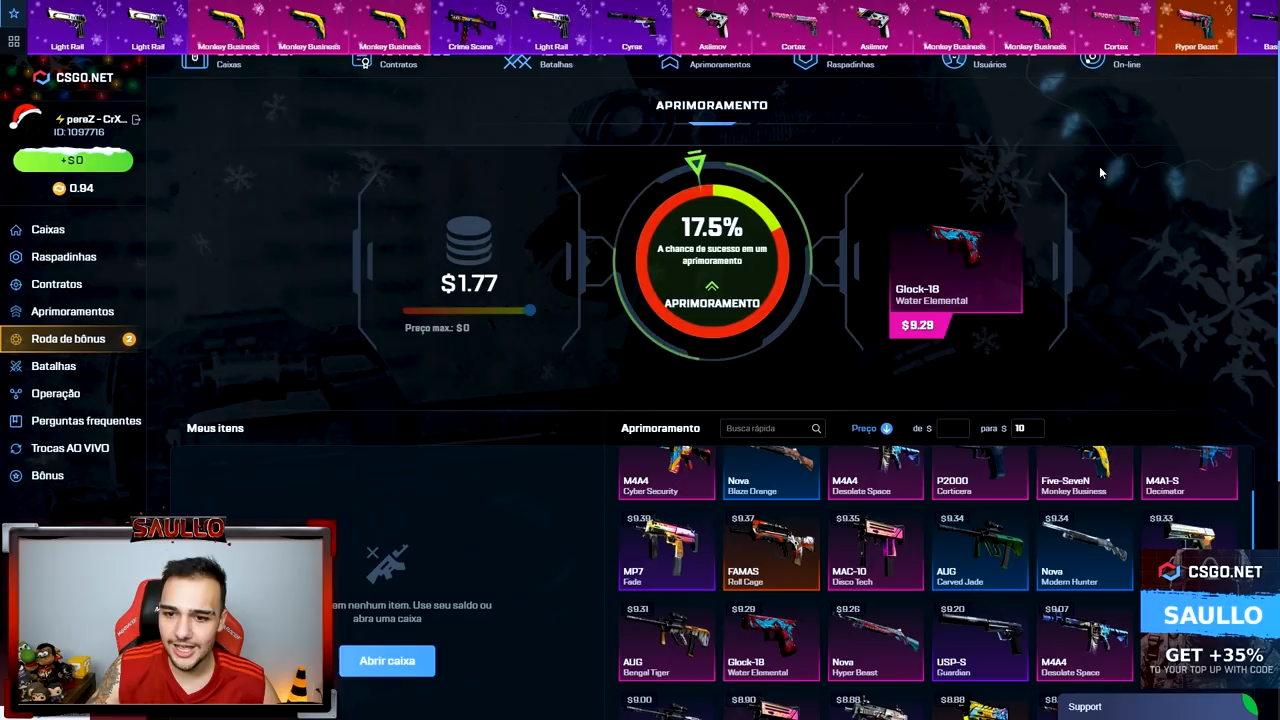 Light Rail
Light Rail
Monkey Business
Monkey Business
Monkey Business
Crime Scene
Light Rail
Cyrex
Asiimov
Cortex
Asiimov
Monkey Business
Monkey Business
Cortex
Hyper Beast
Caixas
Contratos
Batalhas
Aprimoramentos
Raspadinhas
Usuários
On-line
CSGO.NET
pereZ - CrX...
ID: 1097716
+$0
0.94
Caixas
Raspadinhas
Contratos
Aprimoramentos
Roda de bônus 2
Batalhas
Operação
Perguntas frequentes
Trocas AO VIVO
Bônus
APRIMORAMENTO
$1.77
Preço max.: $0
17.5%
A chance de sucesso em um
aprimoramento
APRIMORAMENTO
Glock-18
Water Elemental
$9.29
Meus itens
em nenhum item. Use seu saldo ou
abra uma caixa
Abrir caixa
Aprimoramento
Busca rápida
Preço
de $
para $ 10
M4A4
Cyber Security
Nova
Blaze Orange
M4A4
Desolate Space
P2000
Corticera
Five-SeveN
Monkey Business
M4A1-S
Decimator
$9.39
MP7
Fade
$9.37
FAMAS
Roll Cage
$9.35
MAC-10
Disco Tech
$9.34
AUG
Carved Jade
$9.34
Nova
Modern Hunter
$9.33
$9.31
AUG
Bengal Tiger
$9.29
Glock-18
Water Elemental
$9.26
Nova
Hyper Beast
$9.20
USP-S
Guardian
$9.07
M4A4
Desolate Space
$9.00
$8.90
$8.88
$8.88
SAULLO
CSGO.NET
SAULLO
GET +35%
TO YOUR TOP UP WITH CODE
Support